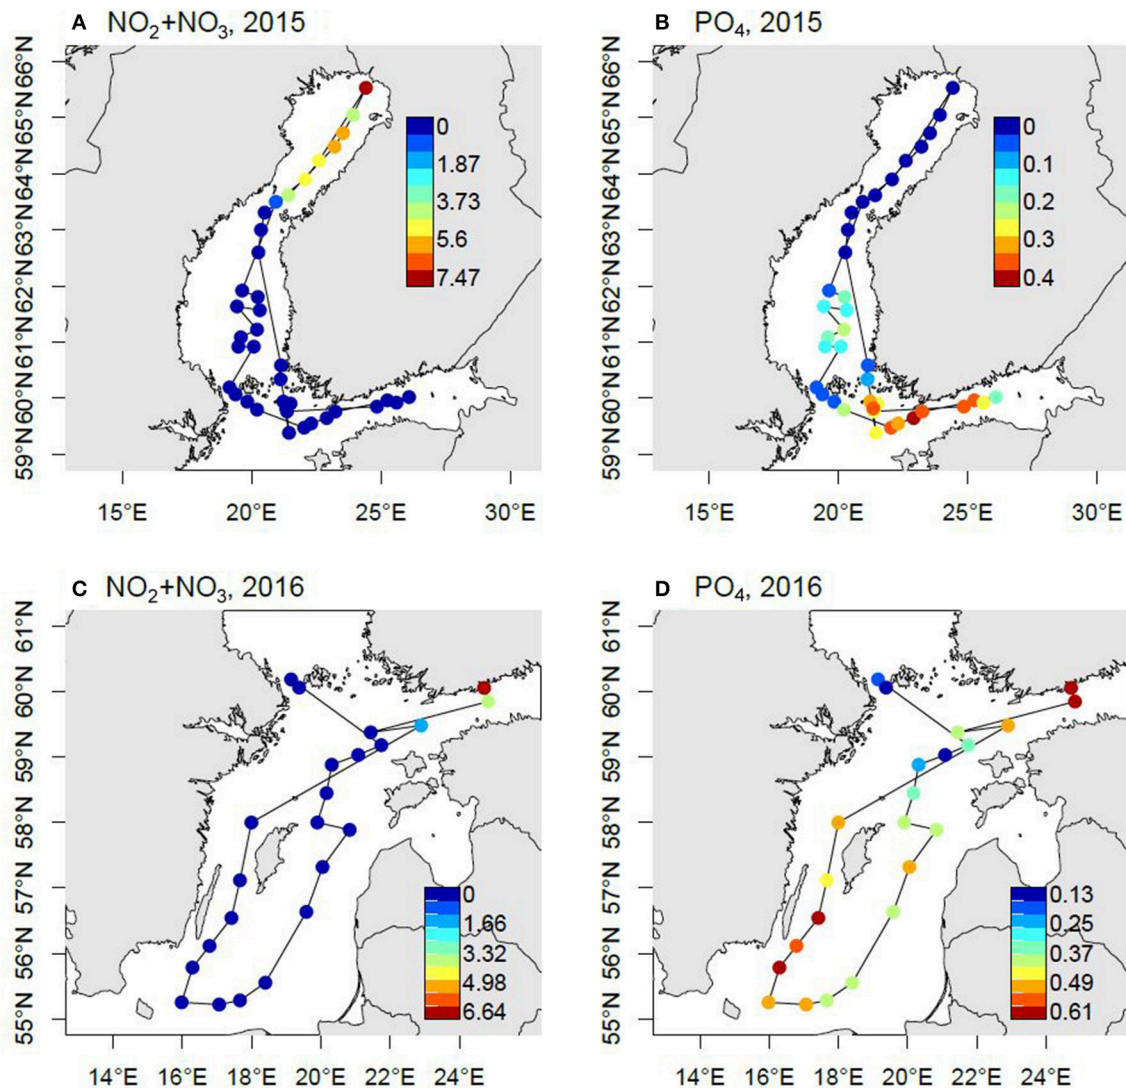 A NO₂+NO₃, 2015
66°N
65°N
64°N
63°N
62°N
61°N
60°N
59°N
0
1.87
3.73
5.6
7.47
15°E 20°E 25°E 30°E
B PO₄, 2015
66°N
65°N
64°N
63°N
62°N
61°N
60°N
59°N
0
0.1
0.2
0.3
0.4
15°E 20°E 25°E 30°E
C NO₂+NO₃, 2016
61°N
60°N
59°N
58°N
57°N
56°N
55°N
0
1.66
3.32
4.98
6.64
14°E 16°E 18°E 20°E 22°E 24°E
D PO₄, 2016
61°N
60°N
59°N
58°N
57°N
56°N
55°N
0.13
0.25
0.37
0.49
0.61
14°E 16°E 18°E 20°E 22°E 24°E